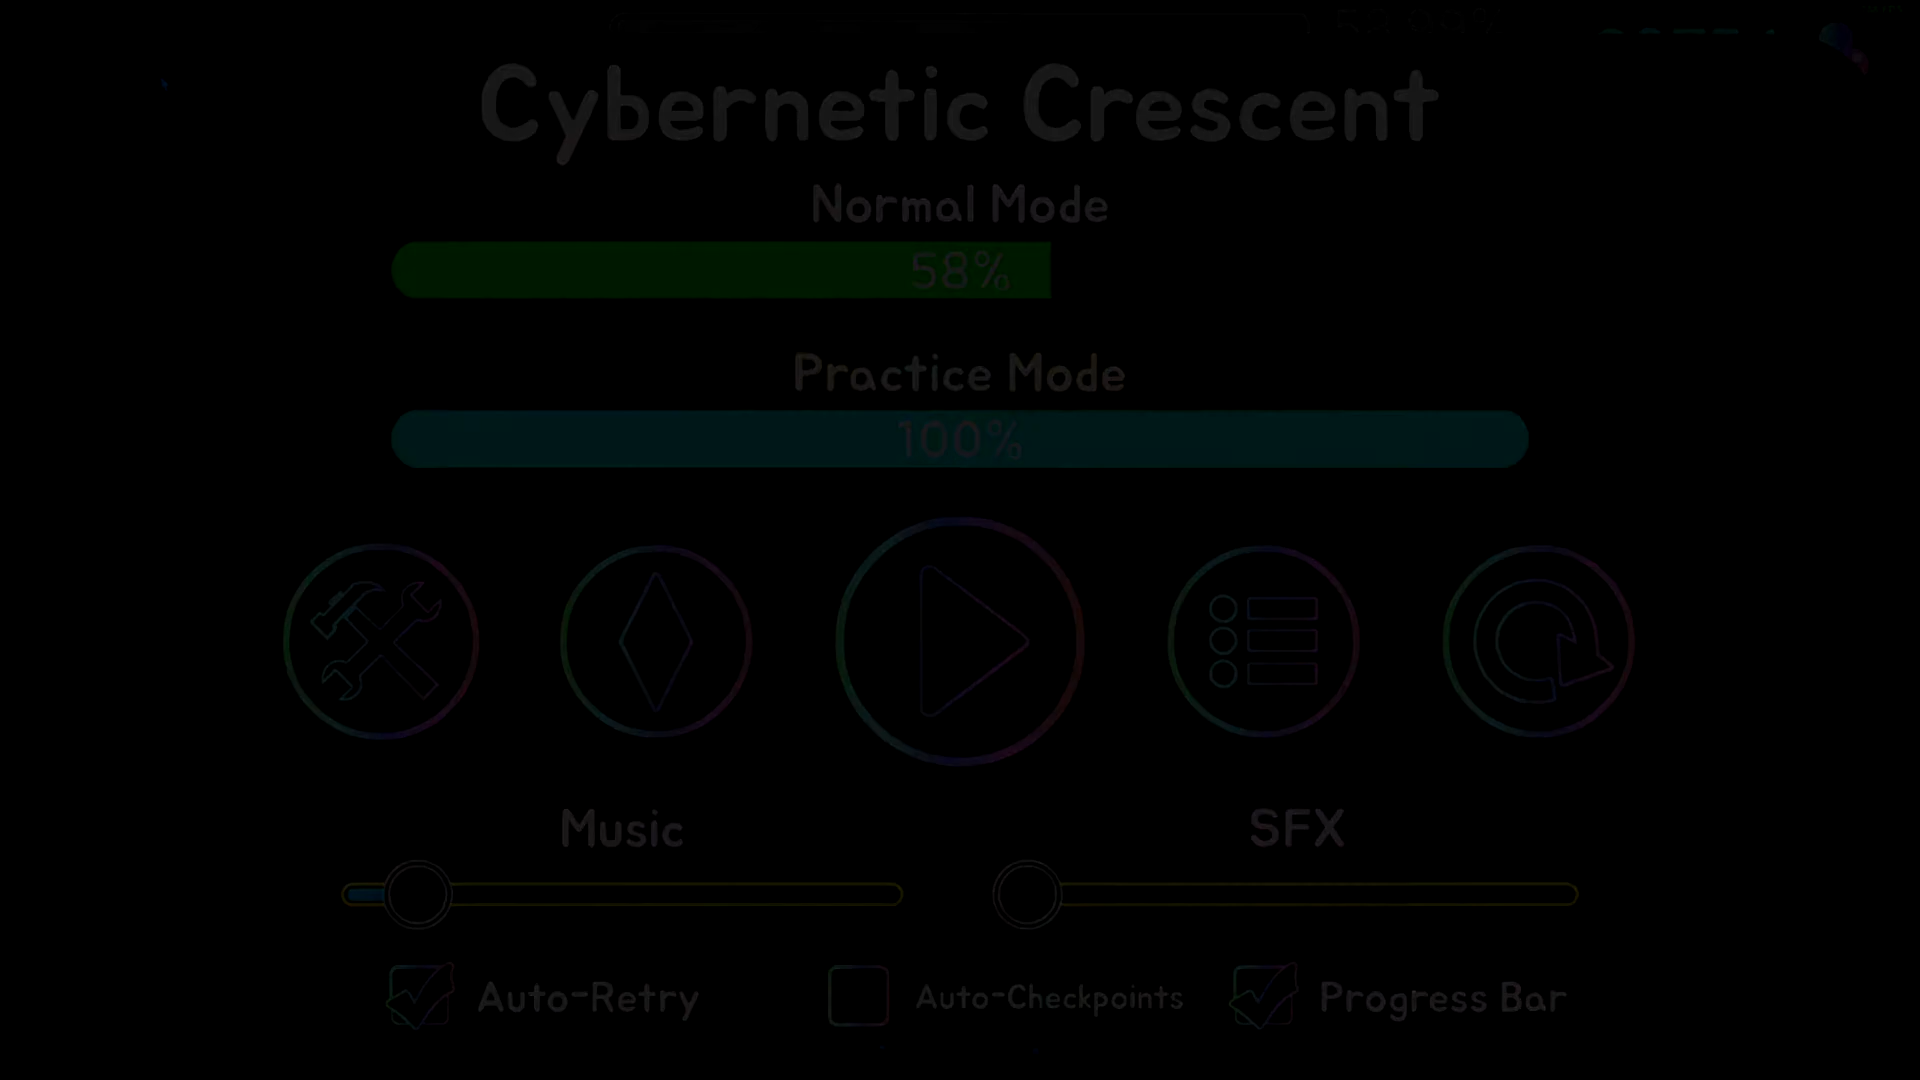 Cybernetic Crescent
Normal Mode
58%
Practice Mode
100%
Music SFX
Auto-Retry Auto-Checkpoints Progress Bar